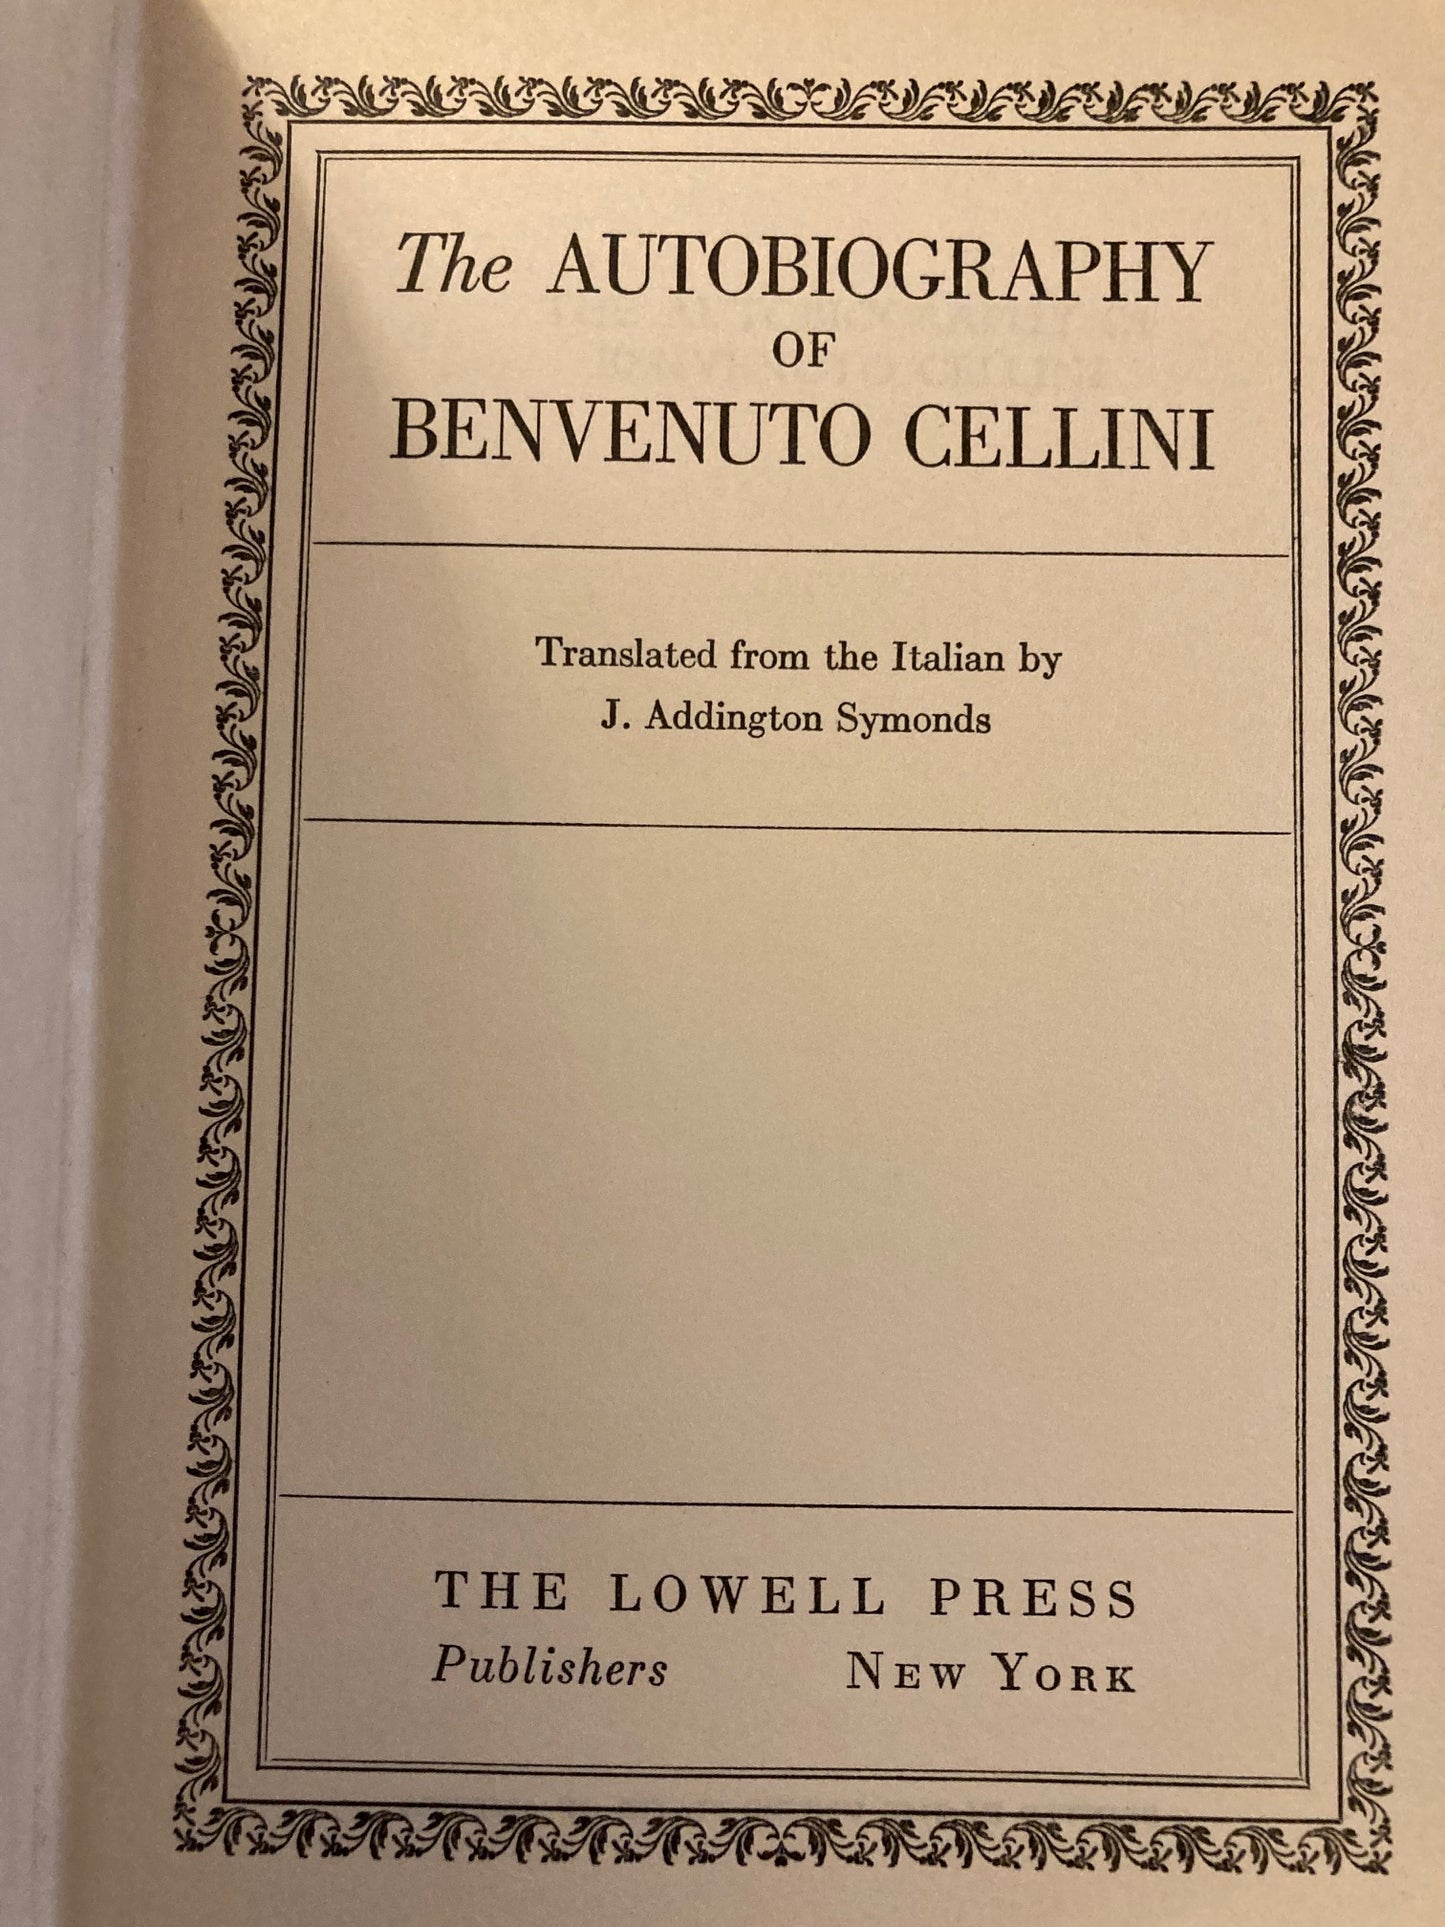 The AUTOBIOGRAPHY
OF
BENVENUTO CELLINI
Translated from the Italian by
J. Addington Symonds
THE LOWELL PRESS
Publishers NEW YORK